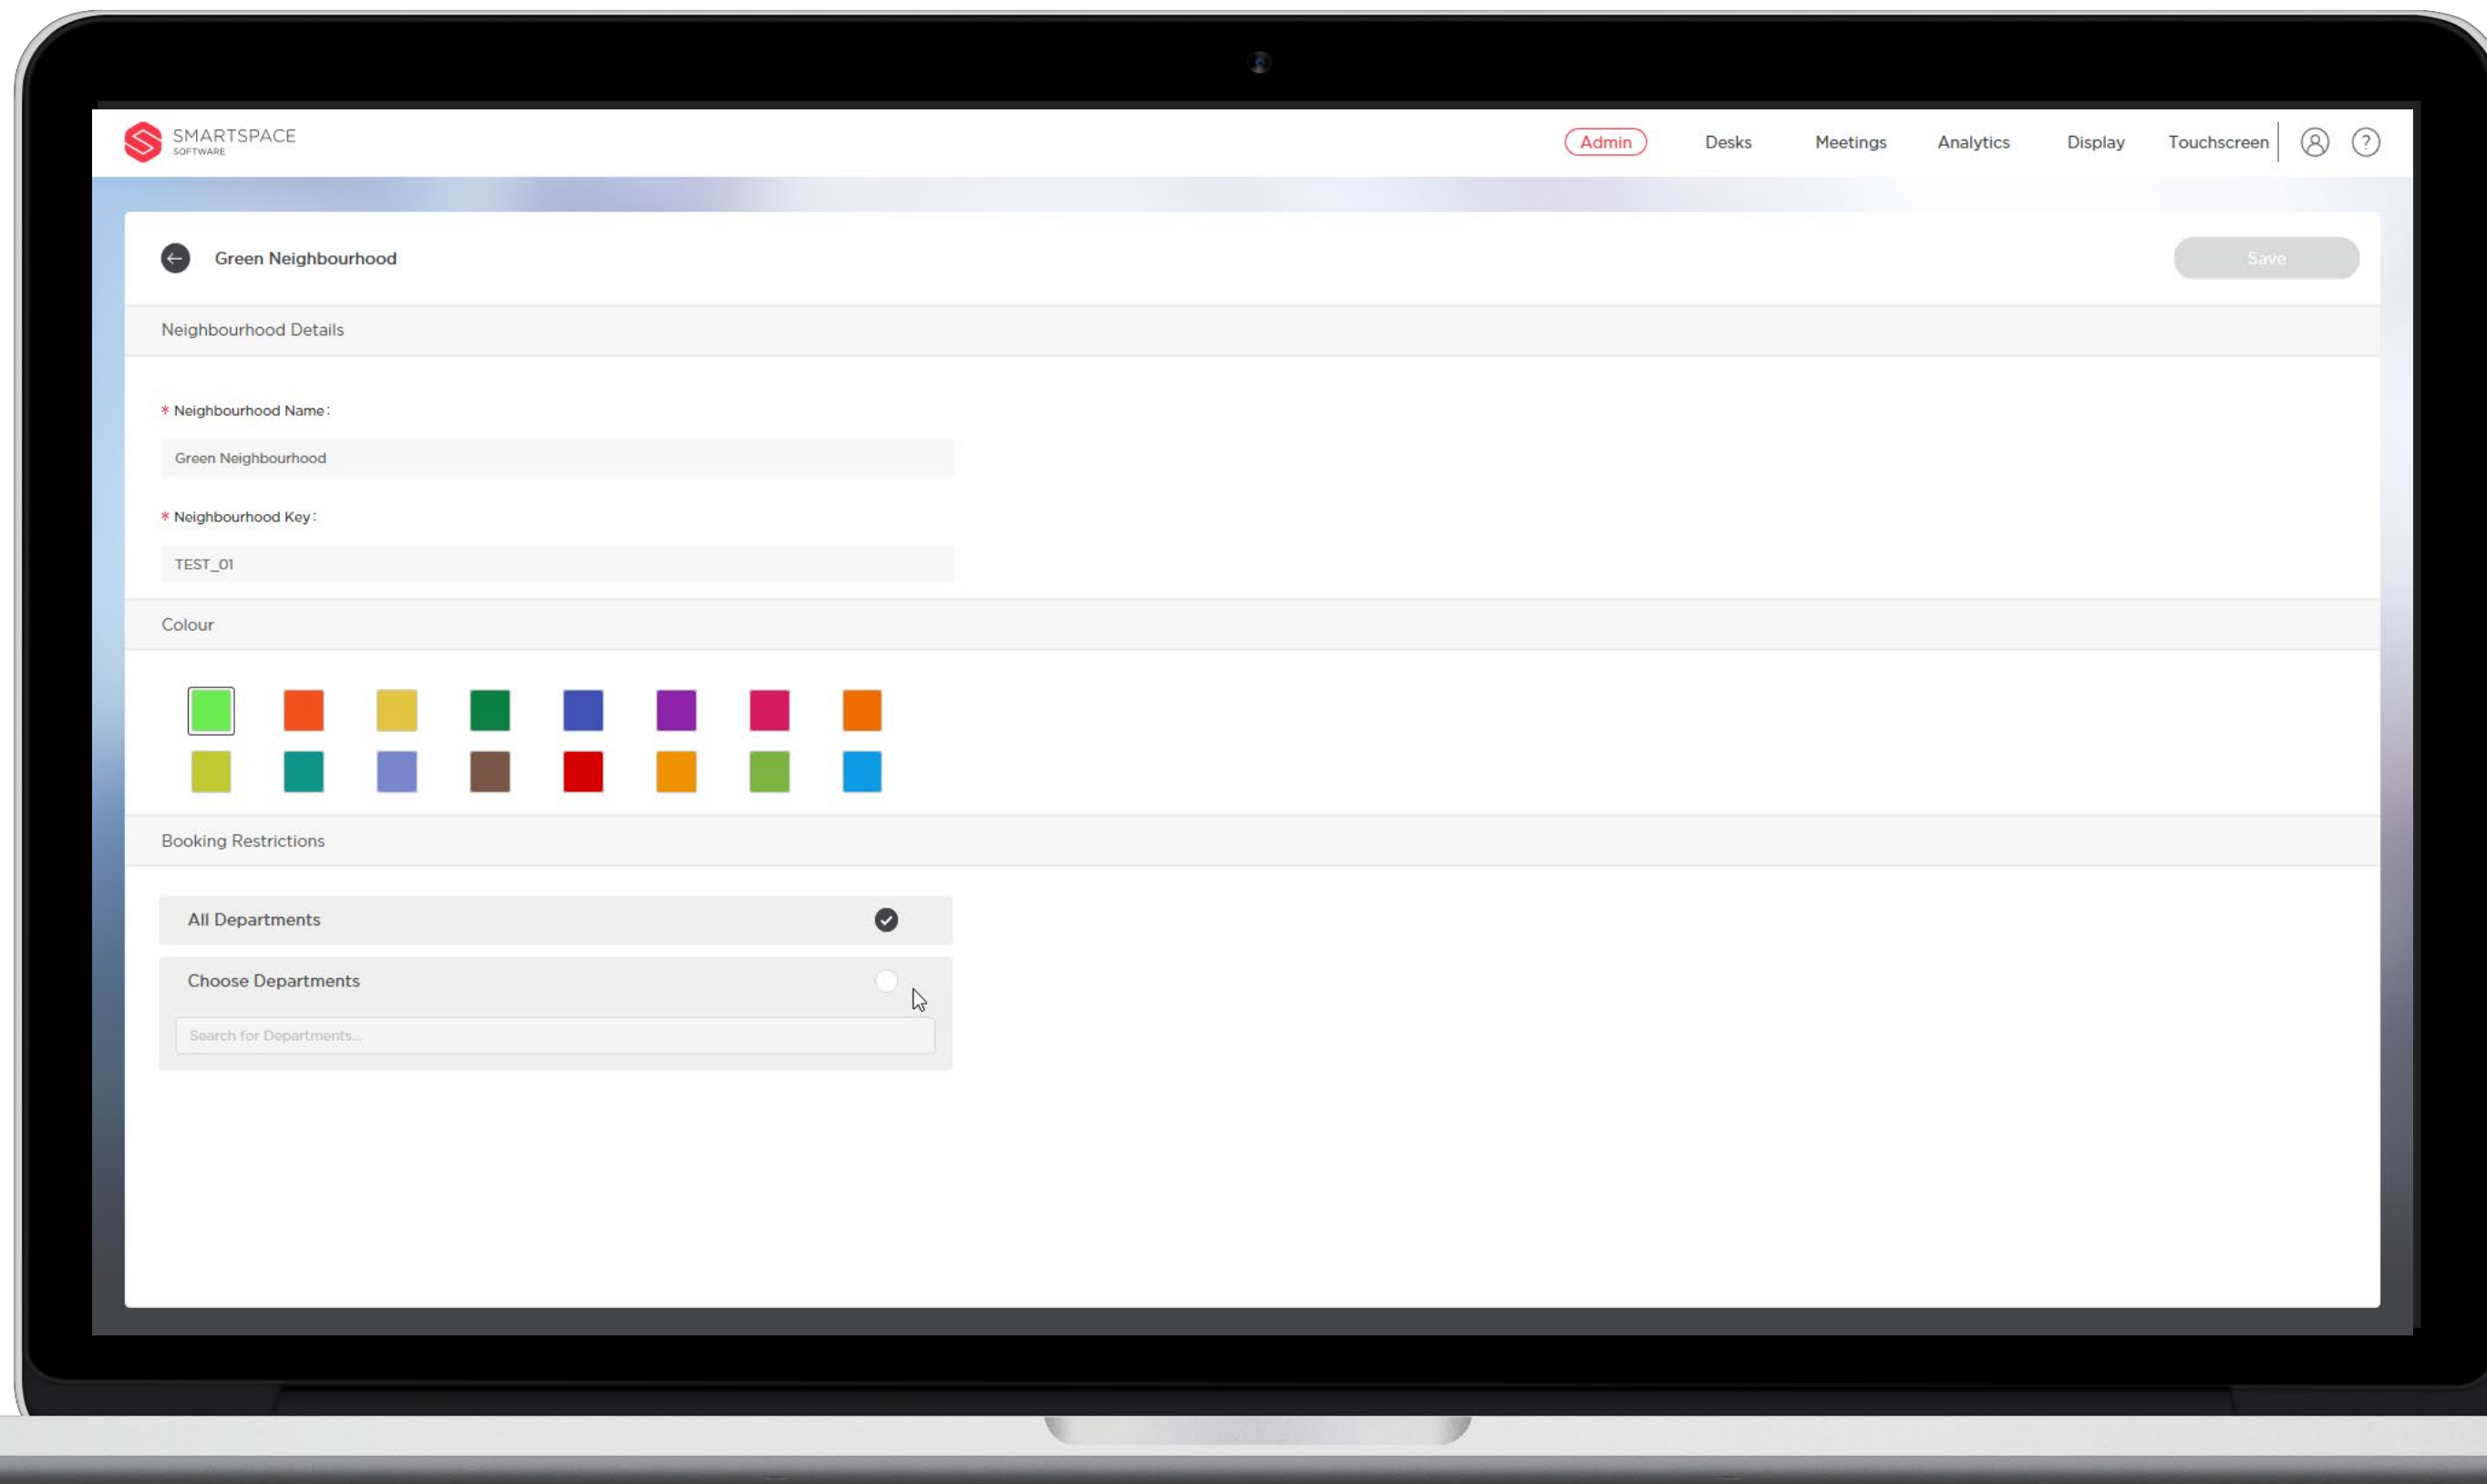 SMARTSPACE
SOFTWARE
Admin Desks Meetings Analytics Display Touchscreen ?
Green Neighbourhood Save
Neighbourhood Details
* Neighbourhood Name:
Green Neighbourhood
* Neighbourhood Key:
TEST_01
Colour
Booking Restrictions
All Departments
Choose Departments
Search for Departments...